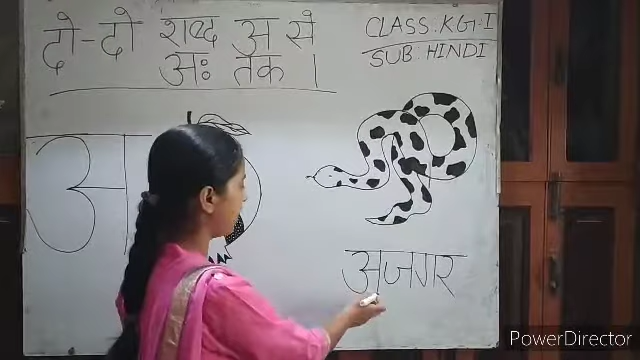 दो-दो शब्द अ से
अः तक ।
CLASS: KG-I
SUB: HINDI
अ
अजगर
PowerDirector